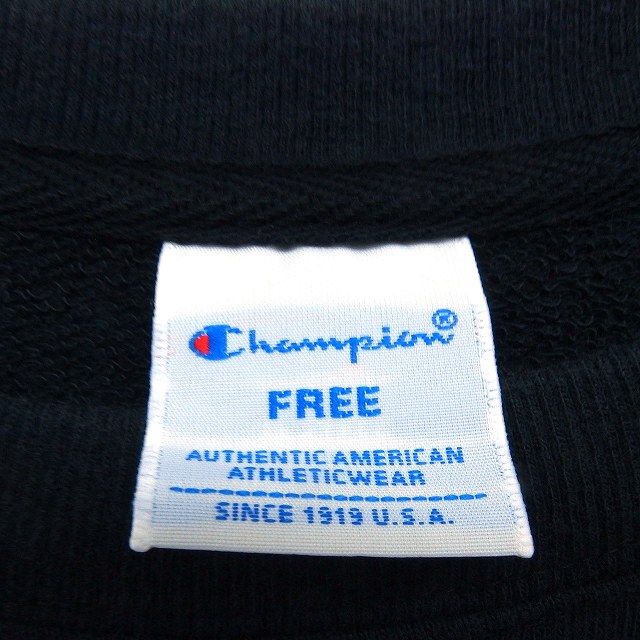 Champion®
FREE
AUTHENTIC AMERICAN
ATHLETICWEAR
SINCE 1919 U.S.A.